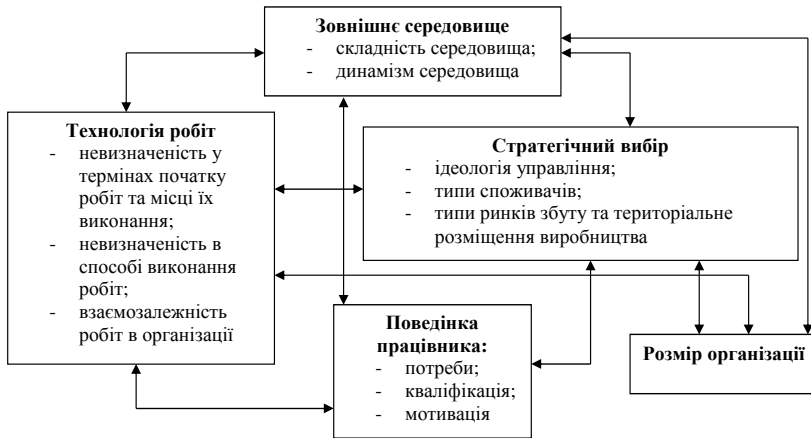 Зовнішнє середовище
- складність середовища;
- динамізм середовища
Технологія робіт
- невизначеність у
термінах початку
робіт та місці їх
виконання;
- невизначеність в
способі виконання
робіт;
- взаємозалежність
робіт в організації
Стратегічний вибір
- ідеологія управління;
- типи споживачів;
- типи ринків збуту та територіальне
розміщення виробництва
Поведінка
працівника:
- потреби;
- кваліфікація;
- мотивація
Розмір організації